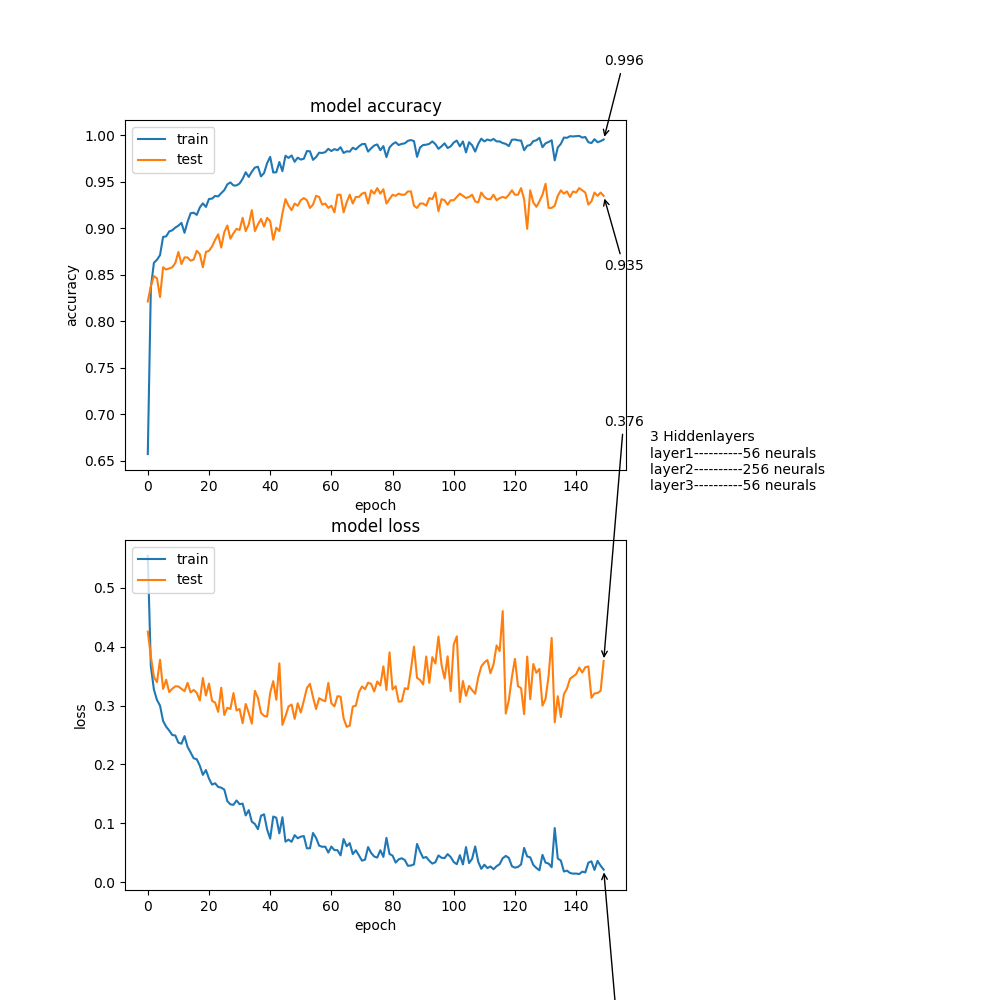 0.996
model accuracy
train
test
1.00
0.95
0.90
0.85
0.80
0.75
0.70
0.65
accuracy
0.935
0 20 40 60 80 100 120 140
epoch
0.376
3 Hiddenlayers
layer1----------56 neurals
layer2----------256 neurals
layer3----------56 neurals
model loss
train
test
0.5
0.4
0.3
0.2
0.1
0.0
loss
0 20 40 60 80 100 120 140
epoch